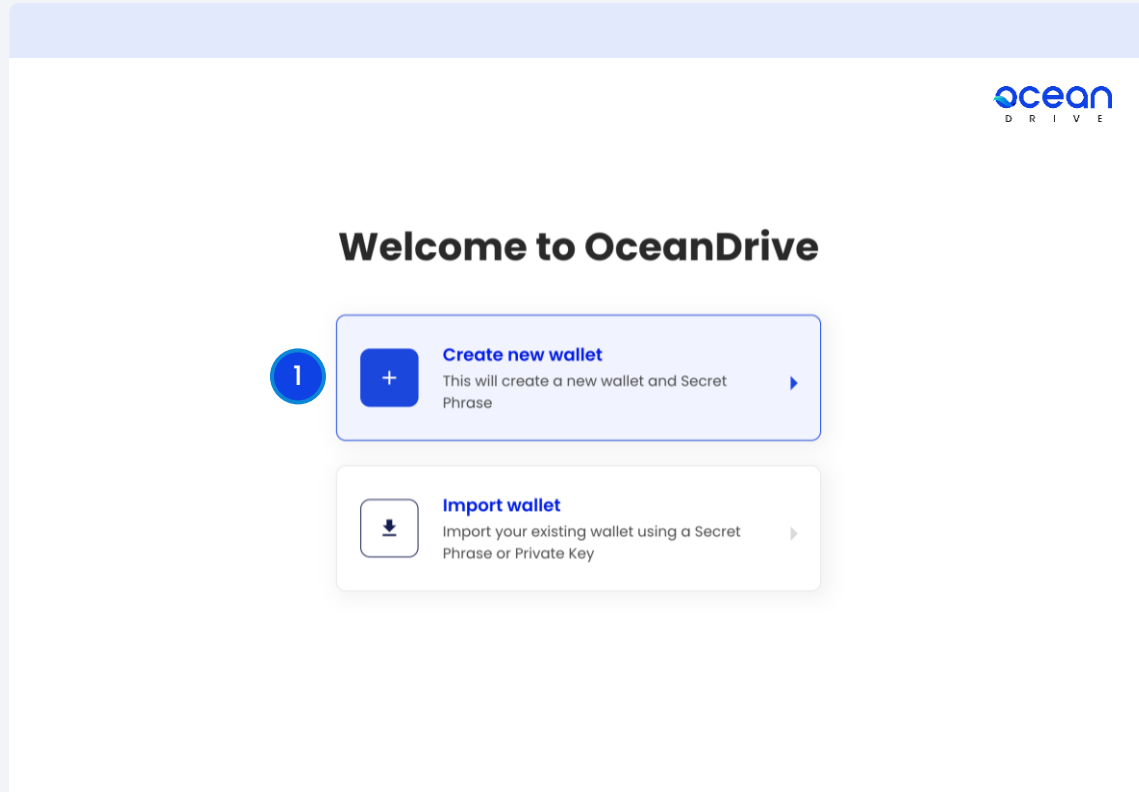 ocean
DRIVE
Welcome to OceanDrive
1
Create new wallet
This will create a new wallet and Secret
Phrase
Import wallet
Import your existing wallet using a Secret
Phrase or Private Key